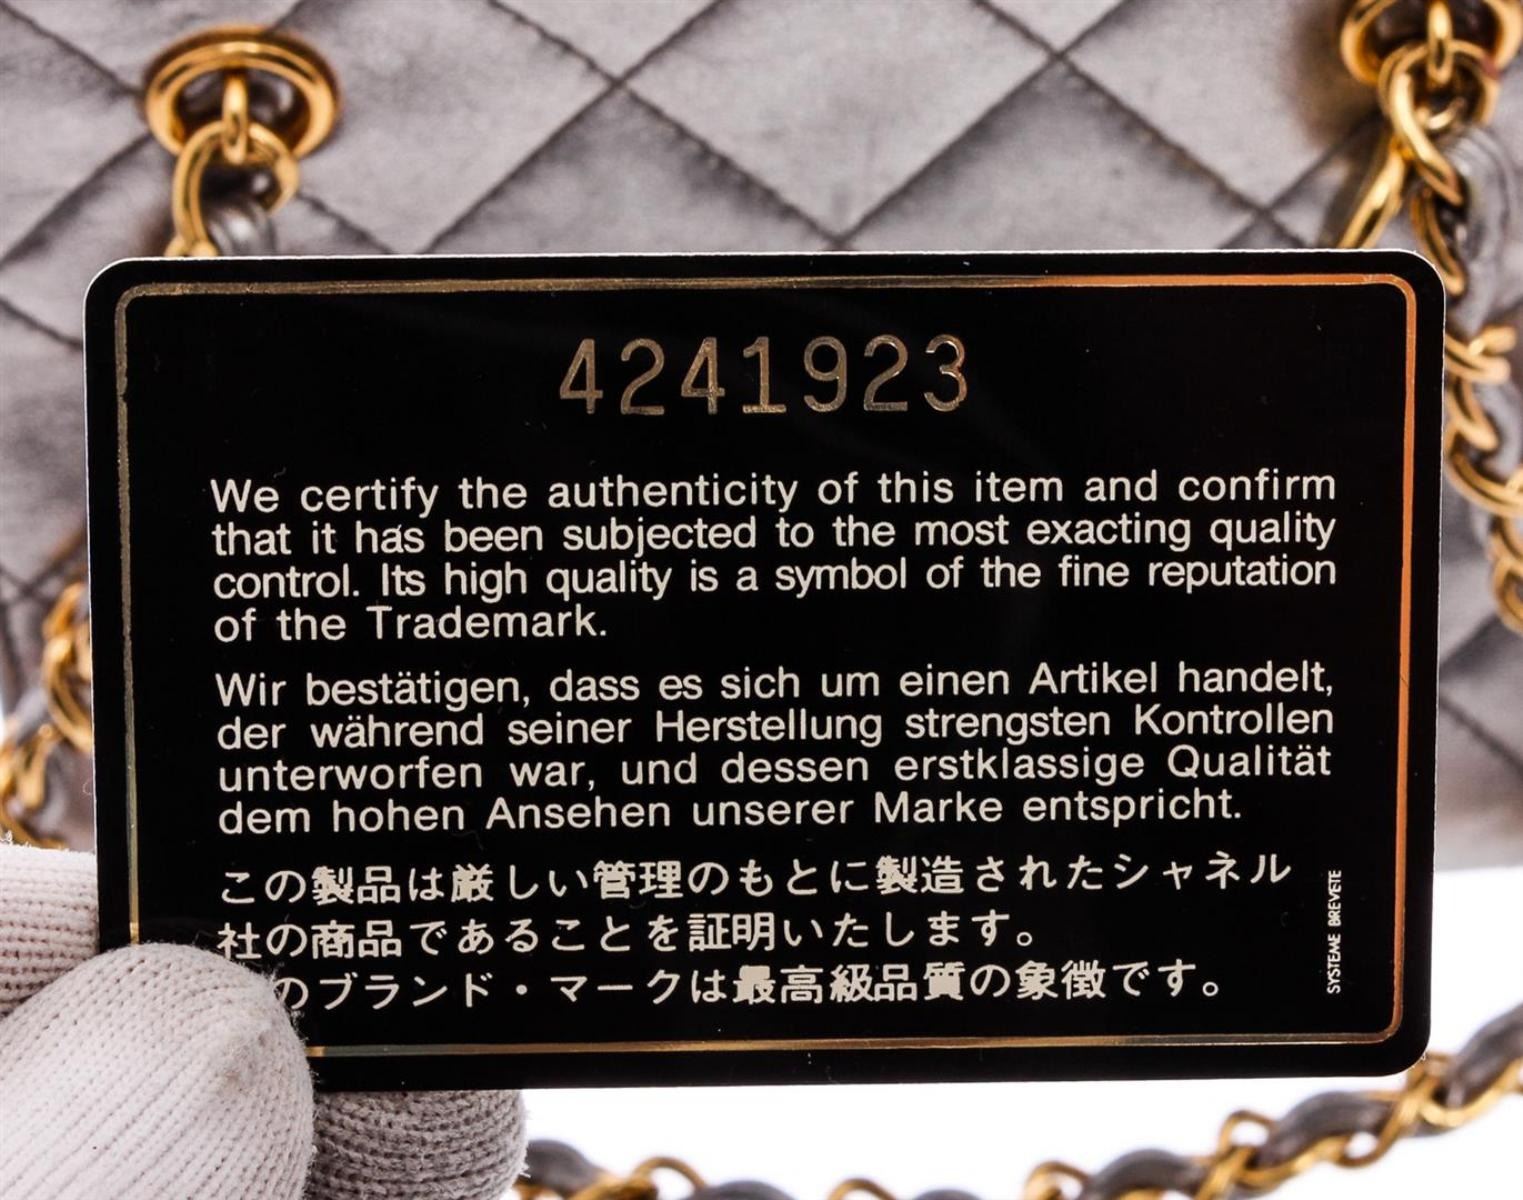 4241923
We certify the authenticity of this item and confirm
that it has been subjected to the most exacting quality
control. Its high quality is a symbol of the fine reputation
of the Trademark.
Wir bestätigen, dass es sich um einen Artikel handelt,
der während seiner Herstellung strengsten Kontrollen
unterworfen war, und dessen erstklassige Qualität
dem hohen Ansehen unserer Marke entspricht.
この製品は厳しい管理のもとに製造されたシャネル
社の商品であることを証明いたします。
のブランド・マークは最高級品質の象徴です。
SYSTEME BREVETE